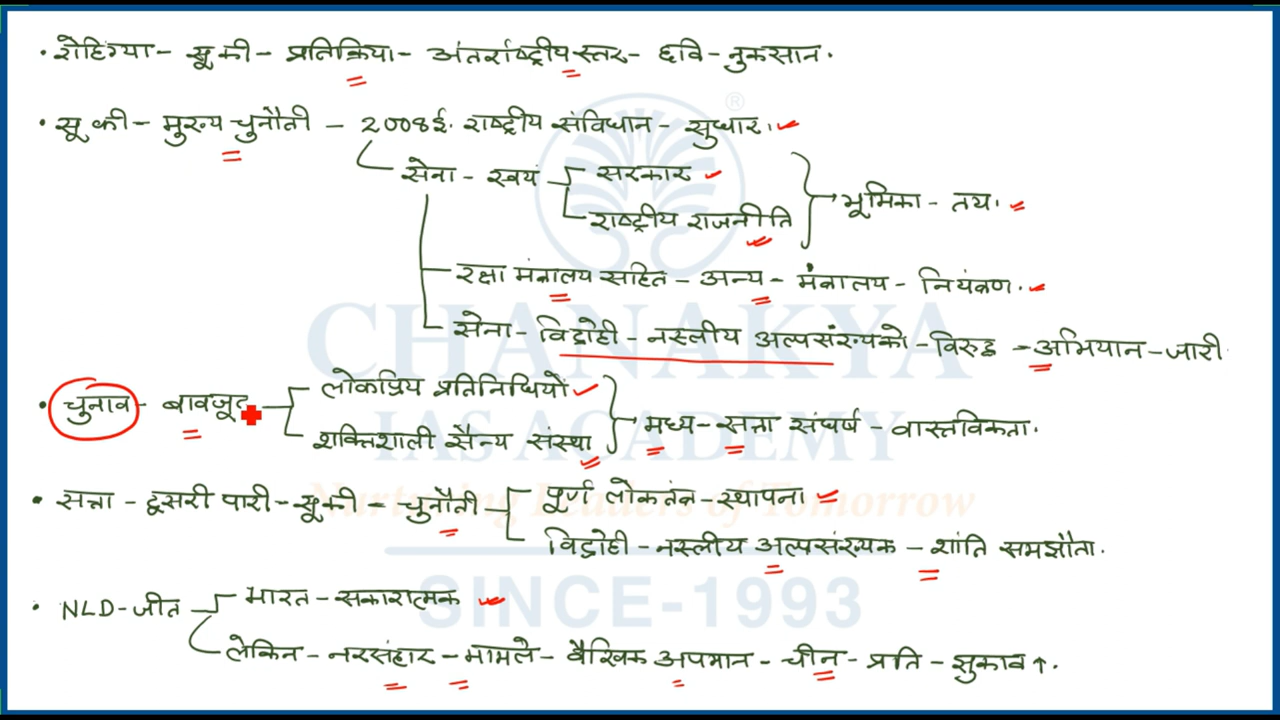 • रोहिंग्या - सू की - प्रतिक्रिया - अंतर्राष्ट्रीय स्तर - छवि - नुकसान.
• सू की - मुख्य चुनौती - 2008ई. राष्ट्रीय संविधान - सुधार.
सेना - स्वयं
सरकार
राष्ट्रीय राजनीति
भूमिका - तय.
रक्षा मंत्रालय सहित - अन्य - मंत्रालय - नियंत्रण.
सेना - विद्रोही - नस्लीय अल्पसंख्यको - विरुद्ध - अभियान - जारी
• चुनाव - बावजूद
लोकप्रिय प्रतिनिधियों
शक्तिशाली सैन्य संस्था
मध्य - सत्ता संघर्ष - वास्तविकता.
• सत्ता - दूसरी पारी - सू की - चुनौती
पूर्ण लोकतंत्र - स्थापना
विद्रोही - नस्लीय अल्पसंख्यक - शांति समझौता.
• NLD - जीत
भारत - सकारात्मक
लेकिन - नरसंहार - मामले - वैश्विक अपमान - चीन - प्रति - झुकाव ↑.
CHANAKYA
IAS ACADEMY
Nurturing Leaders of Tomorrow
SINCE-1993
®